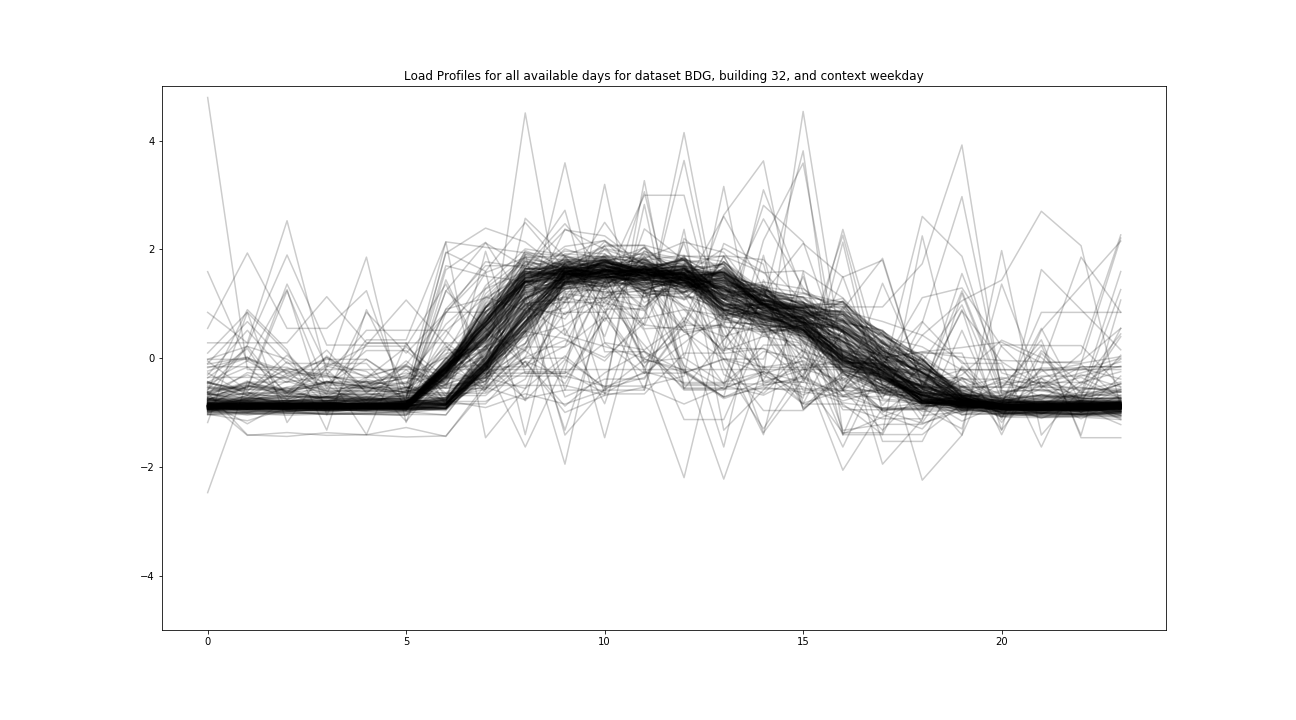 Load Profiles for all available days for dataset BDG, building 32, and context weekday
4
2
0
−2
−4
0 5 10 15 20